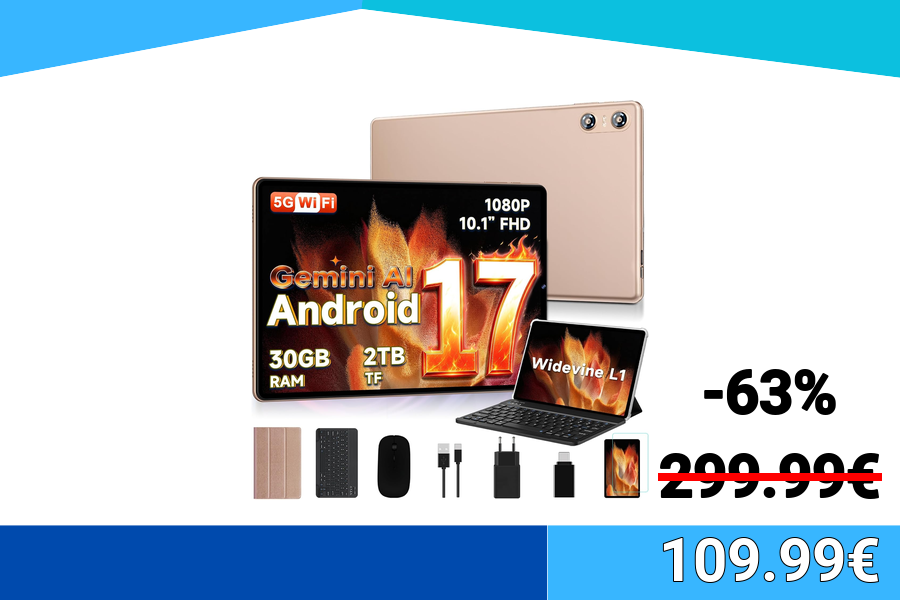 5G WiFi
1080P
10.1" FHD
Gemini AI
Android 17
30GB
RAM
2TB
TF
Widevine L1
-63%
299.99€
109.99€